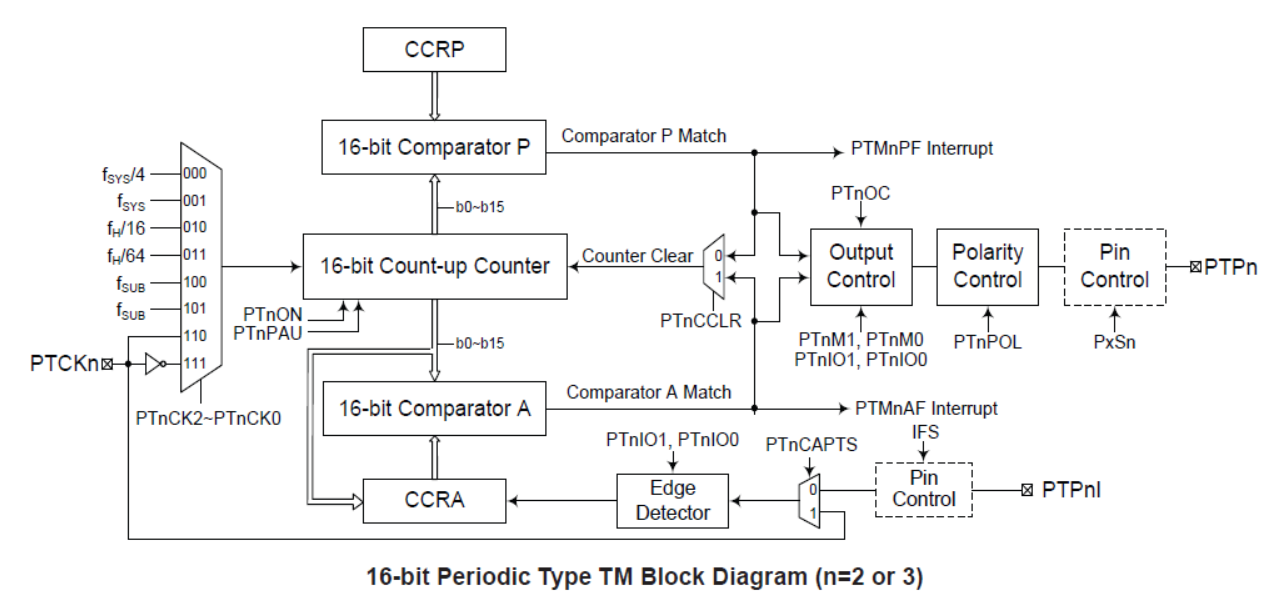 CCRP
16-bit Comparator P
Comparator P Match
PTMnPF Interrupt
b0~b15
fSYS/4
000
fSYS
001
fH/16
010
fH/64
011
fSUB
100
fSUB
101
110
111
PTCKn
PTnCK2~PTnCK0
16-bit Count-up Counter
PTnON
PTnPAU
Counter Clear
0
1
PTnCCLR
PTnOC
Output
Control
PTnM1, PTnM0
PTnIO1, PTnIO0
Polarity
Control
PTnPOL
Pin
Control
PxSn
PTPn
b0~b15
16-bit Comparator A
Comparator A Match
PTMnAF Interrupt
CCRA
PTnIO1, PTnIO0
Edge
Detector
PTnCAPTS
0
1
IFS
Pin
Control
PTPnI
16-bit Periodic Type TM Block Diagram (n=2 or 3)